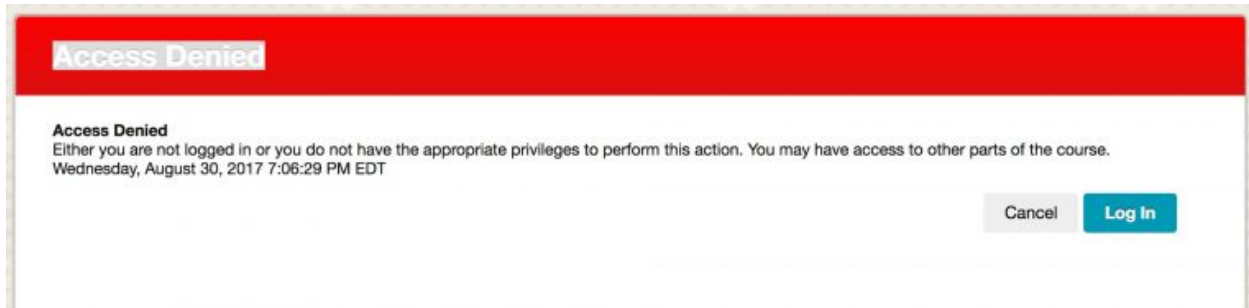 Access Denied
Access Denied
Either you are not logged in or you do not have the appropriate privileges to perform this action. You may have access to other parts of the course.
Wednesday, August 30, 2017 7:06:29 PM EDT
Cancel Log In